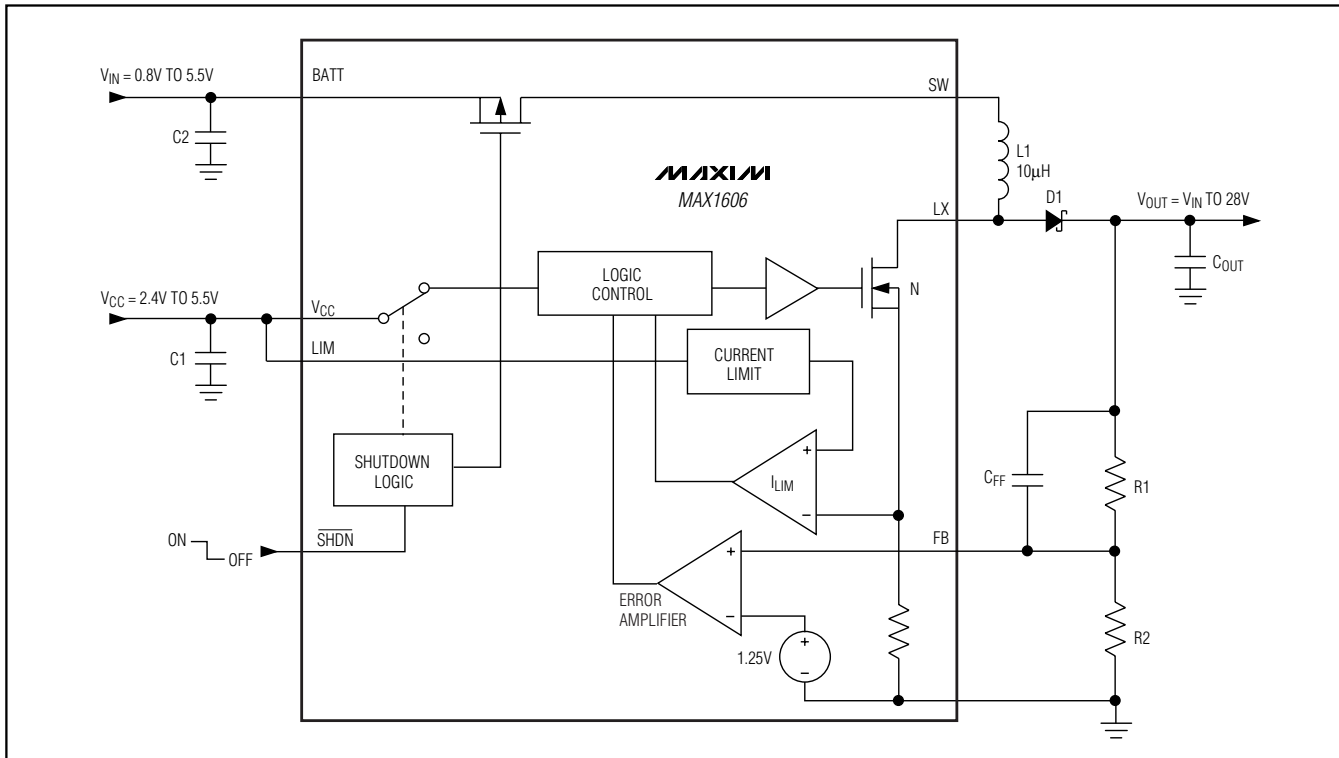 V_IN = 0.8V TO 5.5V
BATT
SW
C2
L1
10μH
MAXIM
MAX1606
LX
D1
V_OUT = V_IN TO 28V
C_OUT
LOGIC
CONTROL
N
V_CC = 2.4V TO 5.5V
V_CC
LIM
C1
CURRENT
LIMIT
SHUTDOWN
LOGIC
+
I_LIM
−
C_FF
R1
ON
OFF
SHDN
FB
+
ERROR
AMPLIFIER
−
1.25V
+
−
R2